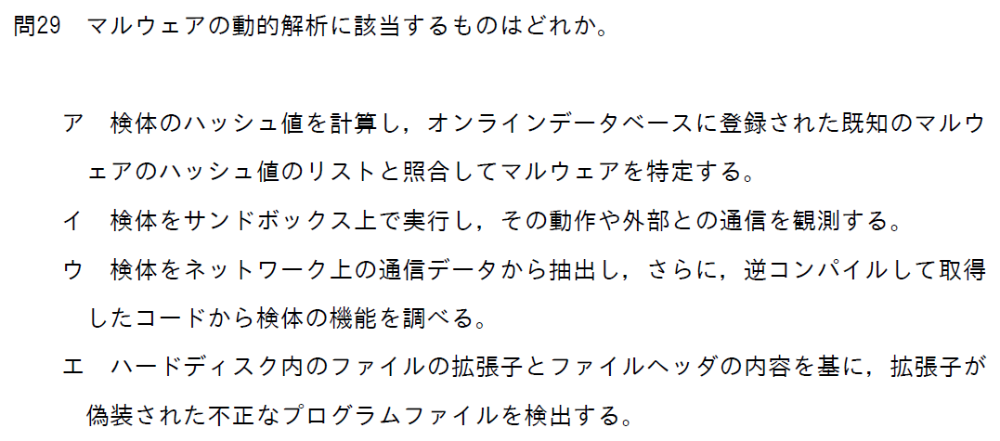 問29　マルウェアの動的解析に該当するものはどれか。
ア　検体のハッシュ値を計算し，オンラインデータベースに登録された既知のマルウ
ェアのハッシュ値のリストと照合してマルウェアを特定する。
イ　検体をサンドボックス上で実行し，その動作や外部との通信を観測する。
ウ　検体をネットワーク上の通信データから抽出し，さらに，逆コンパイルして取得
したコードから検体の機能を調べる。
エ　ハードディスク内のファイルの拡張子とファイルヘッダの内容を基に，拡張子が
偽装された不正なプログラムファイルを検出する。